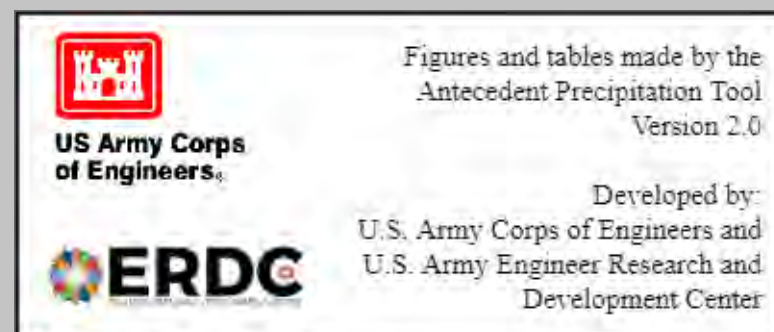 Figures and tables made by the
Antecedent Precipitation Tool
Version 2.0
US Army Corps
of Engineers®
Developed by:
U.S. Army Corps of Engineers and
U.S. Army Engineer Research and
Development Center
ERDC